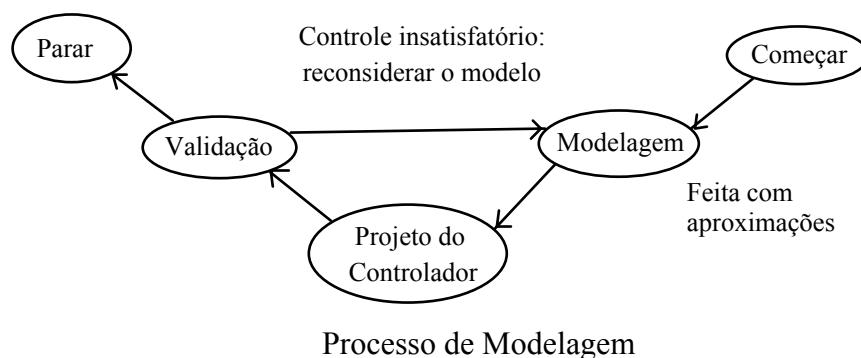 Parar
Controle insatisfatório:
reconsiderar o modelo
Começar
Validação
Modelagem
Feita com
aproximações
Projeto do
Controlador
Processo de Modelagem